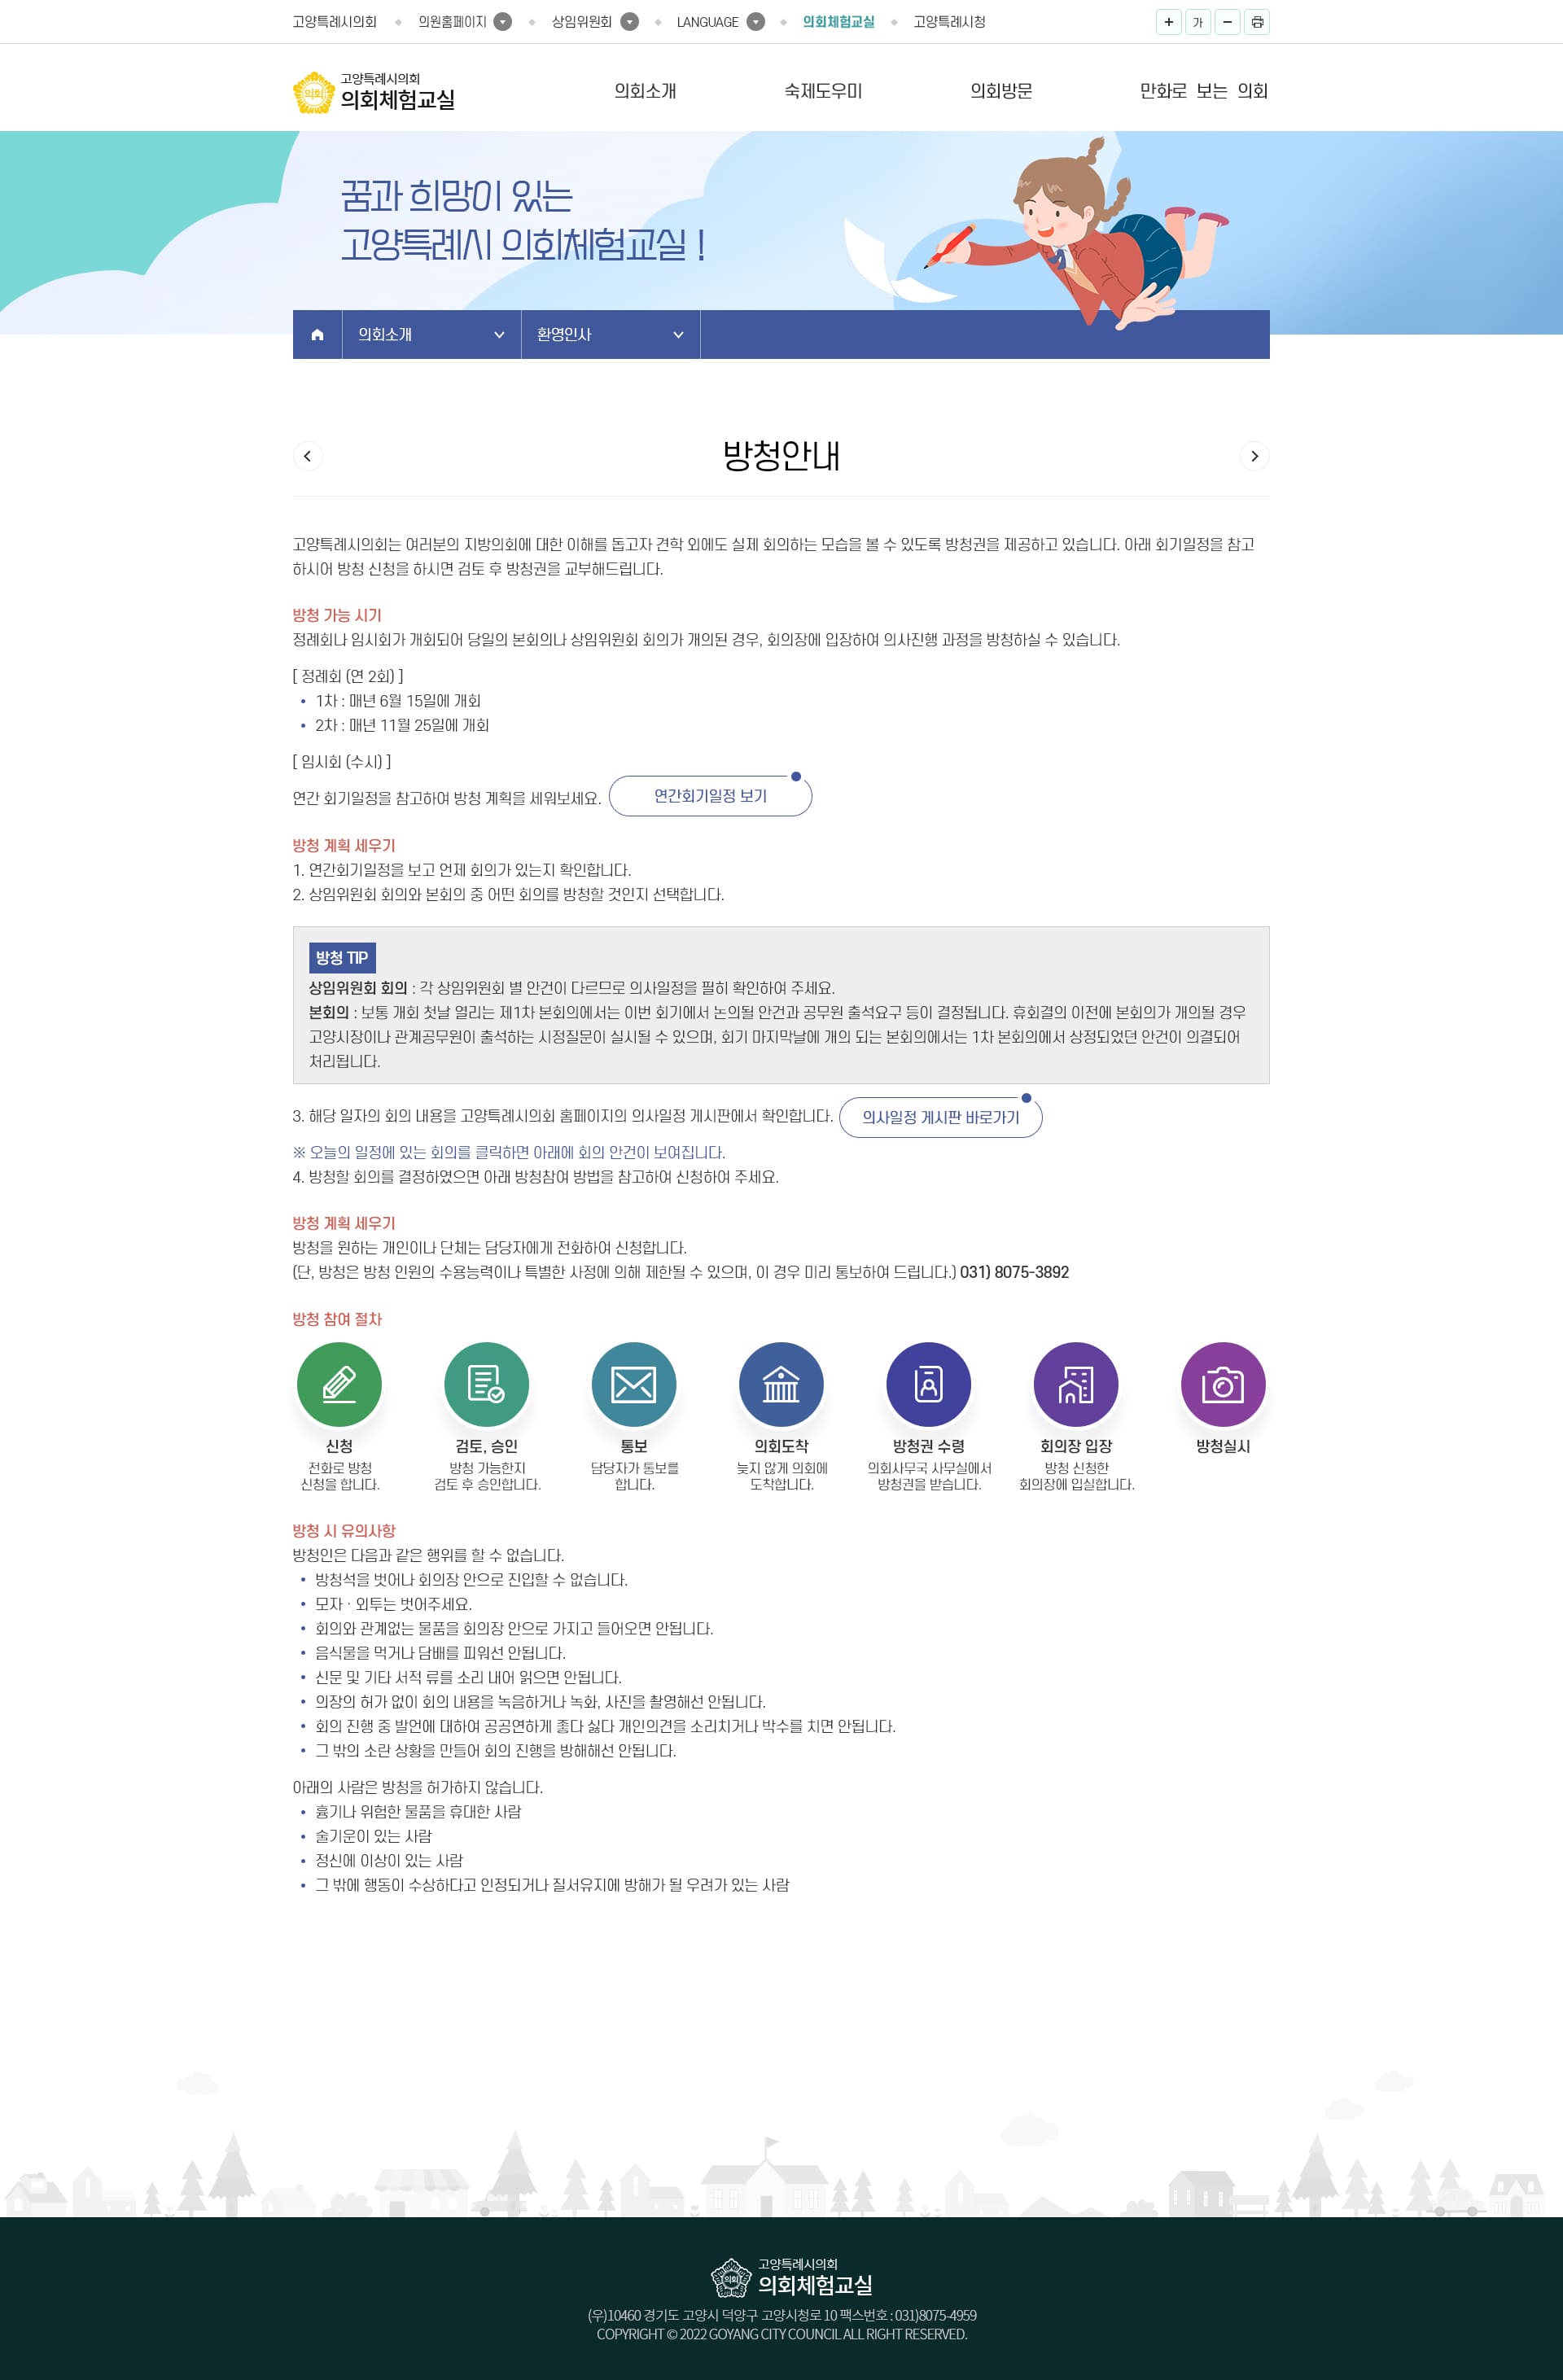 고양특례시의회
의원홈페이지
상임위원회
LANGUAGE
의회체험교실
고양특례시청
+
가
-
의회
고양특례시의회
의회체험교실
의회소개
숙제도우미
의회방문
만화로 보는 의회
꿈과 희망이 있는
고양특례시 의회체험교실 !
의회소개
환영인사
방청안내
고양특례시의회는 여러분의 지방의회에 대한 이해를 돕고자 견학 외에도 실제 회의하는 모습을 볼 수 있도록 방청권을 제공하고 있습니다. 아래 회기일정을 참고
하시어 방청 신청을 하시면 검토 후 방청권을 교부해드립니다.
방청 가능 시기
정례회나 임시회가 개회되어 당일의 본회의나 상임위원회 회의가 개의된 경우, 회의장에 입장하여 의사진행 과정을 방청하실 수 있습니다.
[ 정례회 (연 2회) ]
• 1차 : 매년 6월 15일에 개회
• 2차 : 매년 11월 25일에 개회
[ 임시회 (수시) ]
연간 회기일정을 참고하여 방청 계획을 세워보세요.
연간회기일정 보기
방청 계획 세우기
1. 연간회기일정을 보고 언제 회의가 있는지 확인합니다.
2. 상임위원회 회의와 본회의 중 어떤 회의를 방청할 것인지 선택합니다.
방청 TIP
상임위원회 회의 : 각 상임위원회 별 안건이 다르므로 의사일정을 필히 확인하여 주세요.
본회의 : 보통 개회 첫날 열리는 제1차 본회의에서는 이번 회기에서 논의될 안건과 공무원 출석요구 등이 결정됩니다. 휴회결의 이전에 본회의가 개의될 경우
고양시장이나 관계공무원이 출석하는 시정질문이 실시될 수 있으며, 회기 마지막날에 개의 되는 본회의에서는 1차 본회의에서 상정되었던 안건이 의결되어
처리됩니다.
3. 해당 일자의 회의 내용을 고양특례시의회 홈페이지의 의사일정 게시판에서 확인합니다.
의사일정 게시판 바로가기
※ 오늘의 일정에 있는 회의를 클릭하면 아래에 회의 안건이 보여집니다.
4. 방청할 회의를 결정하였으면 아래 방청참여 방법을 참고하여 신청하여 주세요.
방청 계획 세우기
방청을 원하는 개인이나 단체는 담당자에게 전화하여 신청합니다.
(단, 방청은 방청 인원의 수용능력이나 특별한 사정에 의해 제한될 수 있으며, 이 경우 미리 통보하여 드립니다.) 031) 8075-3892
방청 참여 절차
신청
전화로 방청
신청을 합니다.
검토, 승인
방청 가능한지
검토 후 승인합니다.
통보
담당자가 통보를
합니다.
의회도착
늦지 않게 의회에
도착합니다.
방청권 수령
의회사무국 사무실에서
방청권을 받습니다.
회의장 입장
방청 신청한
회의장에 입실합니다.
방청실시
방청 시 유의사항
방청인은 다음과 같은 행위를 할 수 없습니다.
• 방청석을 벗어나 회의장 안으로 진입할 수 없습니다.
• 모자 · 외투는 벗어주세요.
• 회의와 관계없는 물품을 회의장 안으로 가지고 들어오면 안됩니다.
• 음식물을 먹거나 담배를 피워선 안됩니다.
• 신문 및 기타 서적 류를 소리 내어 읽으면 안됩니다.
• 의장의 허가 없이 회의 내용을 녹음하거나 녹화, 사진을 촬영해선 안됩니다.
• 회의 진행 중 발언에 대하여 공공연하게 좋다 싫다 개인의견을 소리치거나 박수를 치면 안됩니다.
• 그 밖의 소란 상황을 만들어 회의 진행을 방해해선 안됩니다.
아래의 사람은 방청을 허가하지 않습니다.
• 흉기나 위험한 물품을 휴대한 사람
• 술기운이 있는 사람
• 정신에 이상이 있는 사람
• 그 밖에 행동이 수상하다고 인정되거나 질서유지에 방해가 될 우려가 있는 사람
의회
고양특례시의회
의회체험교실
(우)10460 경기도 고양시 덕양구 고양시청로 10 팩스번호 : 031)8075-4959
COPYRIGHT © 2022 GOYANG CITY COUNCIL ALL RIGHT RESERVED.